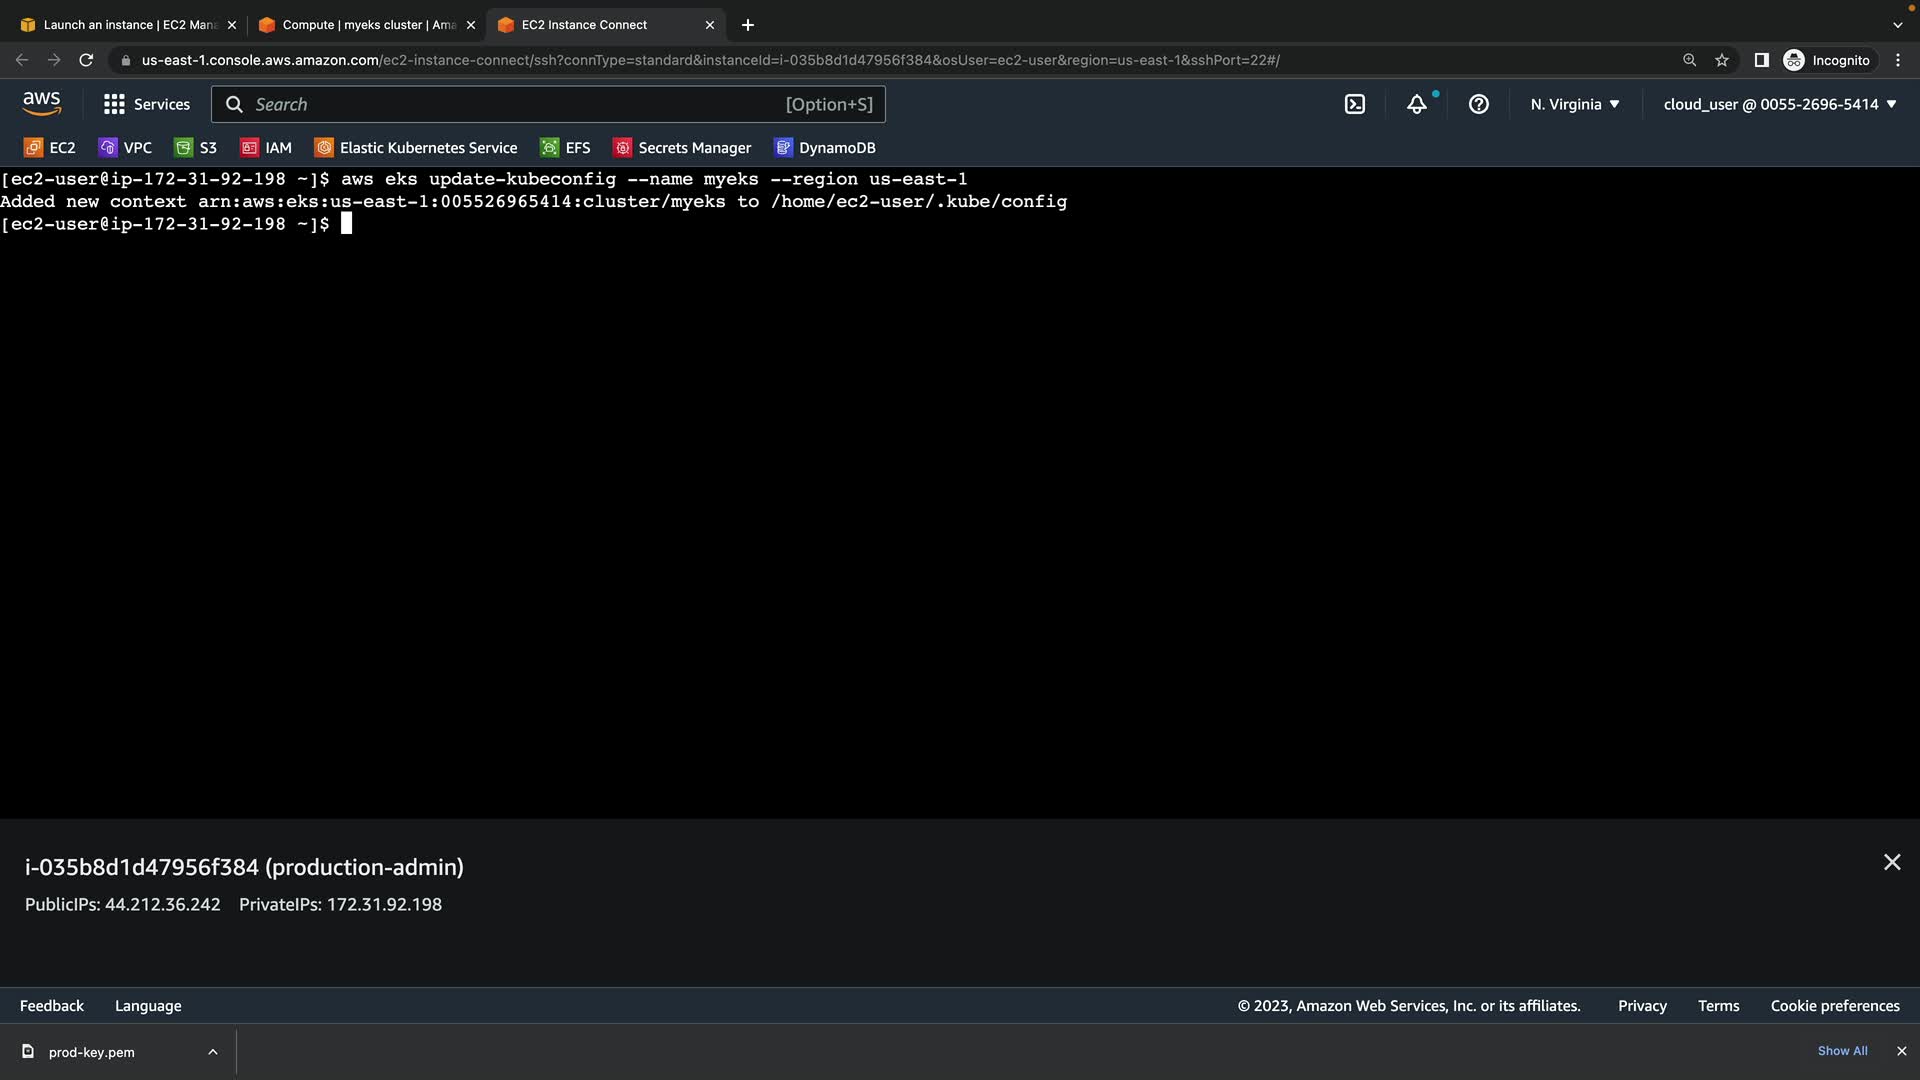 Launch an instance | EC2 Man
Compute | myeks cluster | Ama
EC2 Instance Connect
us-east-1.console.aws.amazon.com/ec2-instance-connect/ssh?connType=standard&instanceId=i-035b8d1d47956f384&osUser=ec2-user&region=us-east-1&sshPort=22#/
Incognito
aws
Services
Search
[Option+S]
N. Virginia
cloud_user @ 0055-2696-5414
EC2
VPC
S3
IAM
Elastic Kubernetes Service
EFS
Secrets Manager
DynamoDB
[ec2-user@ip-172-31-92-198 ~]$ aws eks update-kubeconfig --name myeks --region us-east-1
Added new context arn:aws:eks:us-east-1:005526965414:cluster/myeks to /home/ec2-user/.kube/config
[ec2-user@ip-172-31-92-198 ~]$
i-035b8d1d47956f384 (production-admin)
PublicIPs: 44.212.36.242 PrivateIPs: 172.31.92.198
Feedback
Language
© 2023, Amazon Web Services, Inc. or its affiliates.
Privacy
Terms
Cookie preferences
prod-key.pem
Show All